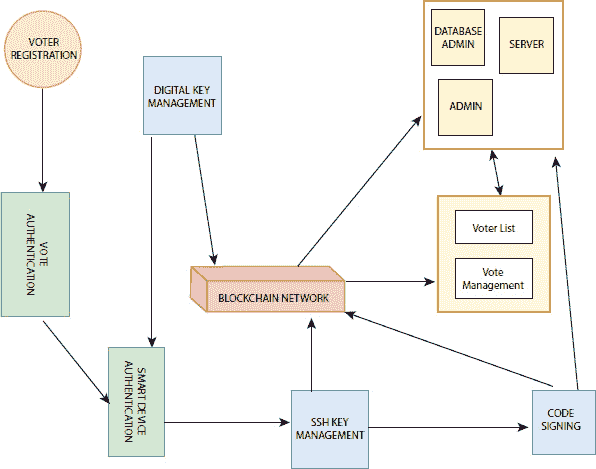 VOTER
REGISTRATION
DIGITAL KEY
MANAGEMENT
DATABASE
ADMIN
SERVER
ADMIN
VOTE
AUTHENTICATION
Voter List
Vote
Management
BLOCKCHAIN NETWORK
SMART DEVICE
AUTHENTICATION
SSH KEY
MANAGEMENT
CODE
SIGNING